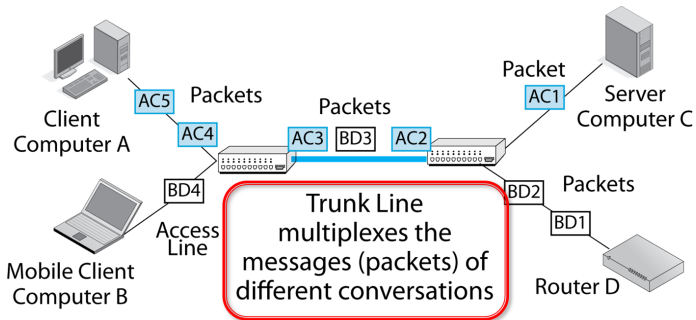 Client
Computer A
AC5
Packets
AC4
Packets
AC3
BD3
AC2
Packet
AC1
Server
Computer C
BD4
Access
Line
Mobile Client
Computer B
Trunk Line
multiplexes the
messages (packets) of
different conversations
BD2
Packets
BD1
Router D